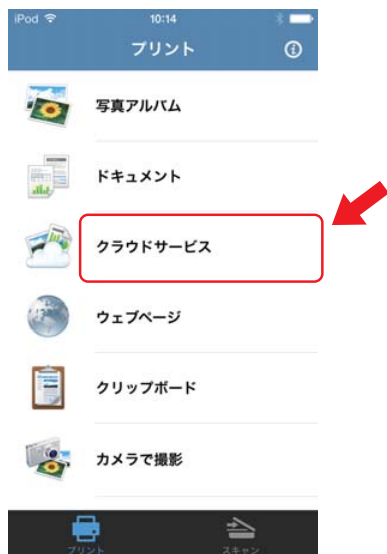 iPod 10:14
プリント
写真アルバム
ドキュメント
クラウドサービス
ウェブページ
クリップボード
カメラで撮影
プリント スキャン